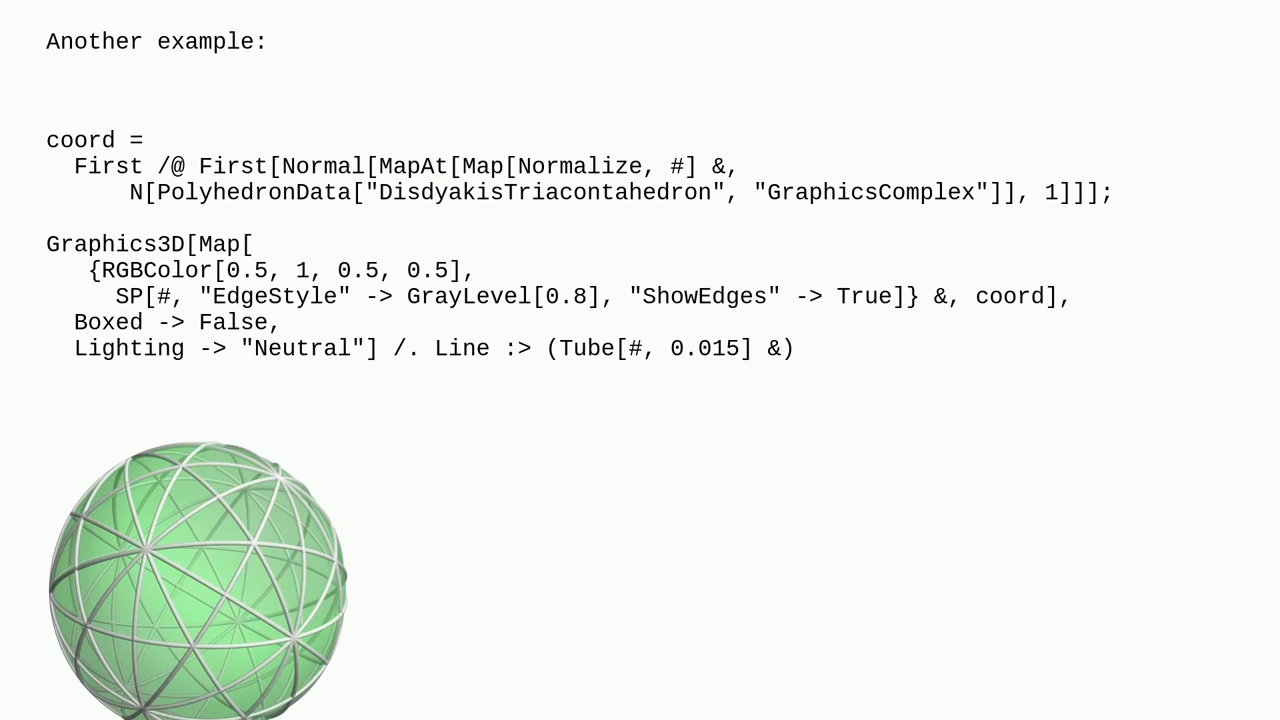 Another example:
coord =
First /@ First[Normal[MapAt[Map[Normalize, #] &,
N[PolyhedronData["DisdyakisTriacontahedron", "GraphicsComplex"]], 1]]];
Graphics3D[Map[
{RGBColor[0.5, 1, 0.5, 0.5],
SP[#, "EdgeStyle" -> GrayLevel[0.8], "ShowEdges" -> True]} &, coord],
Boxed -> False,
Lighting -> "Neutral"] /. Line :> (Tube[#, 0.015] &)